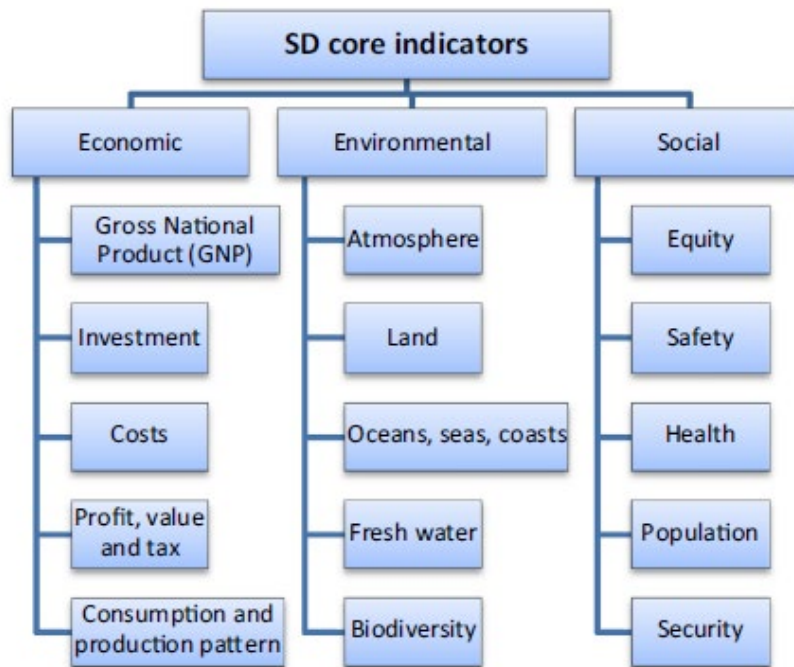 SD core indicators
Economic
Environmental
Social
Gross National
Product (GNP)
Investment
Costs
Profit, value
and tax
Consumption and
production pattern
Atmosphere
Land
Oceans, seas, coasts
Fresh water
Biodiversity
Equity
Safety
Health
Population
Security